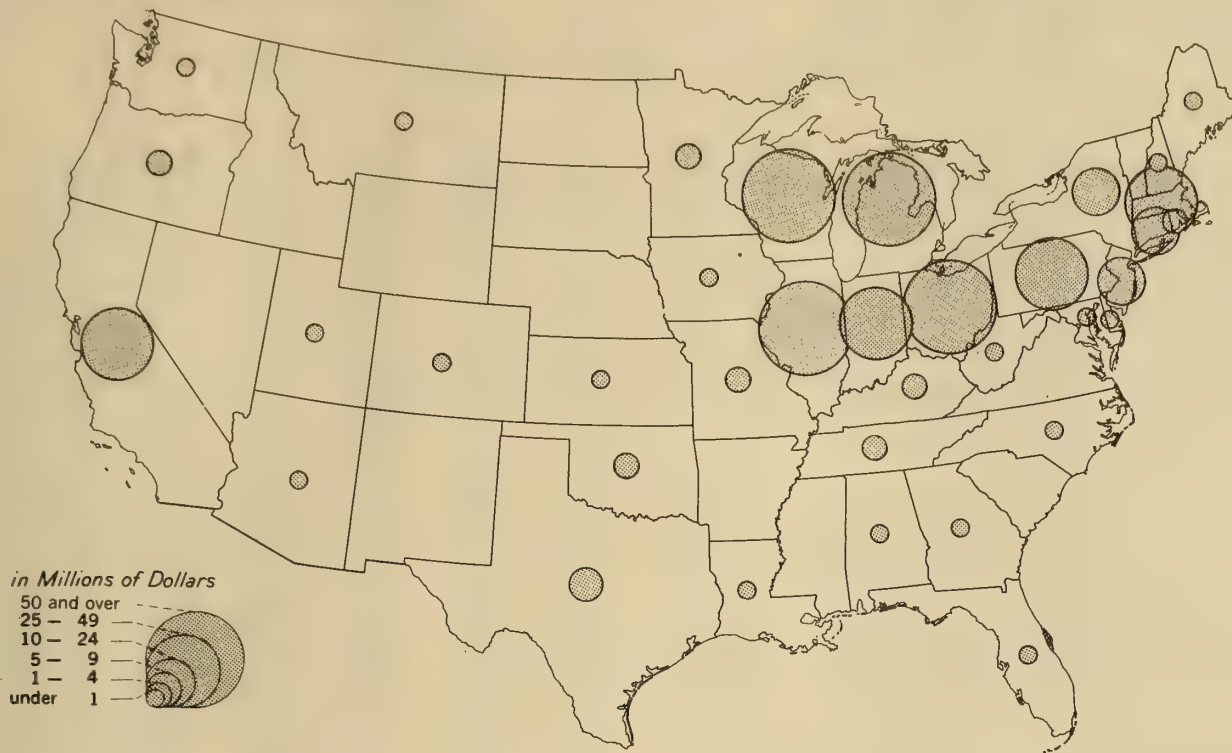 in Millions of Dollars
50 and over
25 – 49
10 – 24
5 – 9
1 – 4
under 1